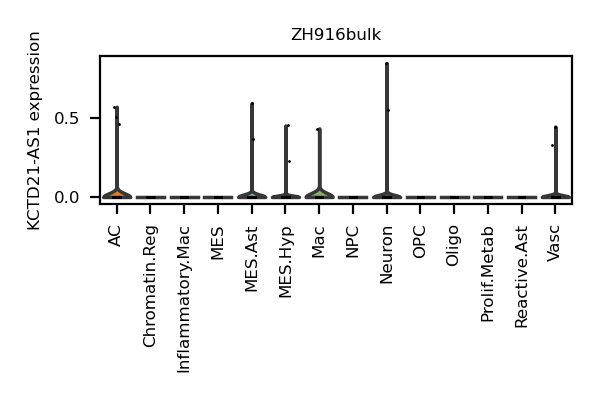 ZH916bulk
KCTD21-AS1 expression
0.5
0.0
AC
Chromatin.Reg
Inflammatory.Mac
MES
MES.Ast
MES.Hyp
Mac
NPC
Neuron
OPC
Oligo
Prolif.Metab
Reactive.Ast
Vasc